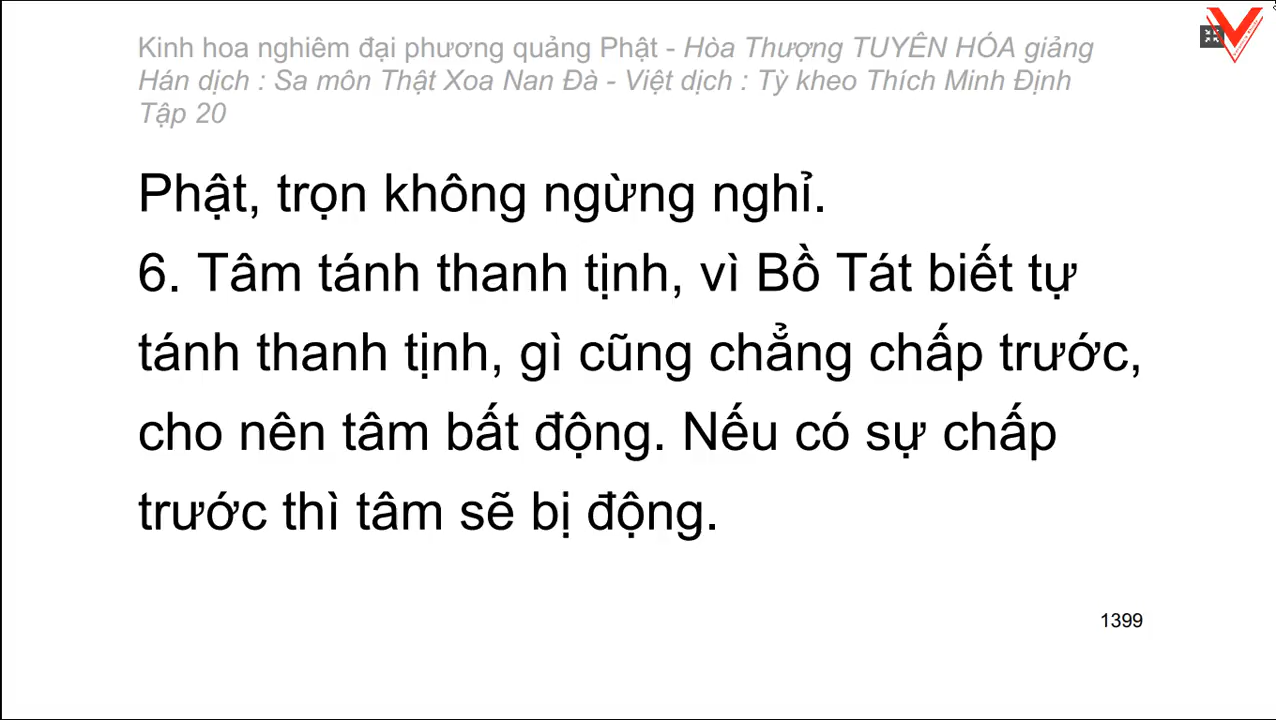 Kinh hoa nghiêm đại phương quảng Phật - Hòa Thượng TUYÊN HÓA giảng
Hán dịch : Sa môn Thật Xoa Nan Đà - Việt dịch : Tỳ kheo Thích Minh Định
Tập 20
Phật, trọn không ngừng nghỉ.
6. Tâm tánh thanh tịnh, vì Bồ Tát biết tự
tánh thanh tịnh, gì cũng chẳng chấp trước,
cho nên tâm bất động. Nếu có sự chấp
trước thì tâm sẽ bị động.
1399